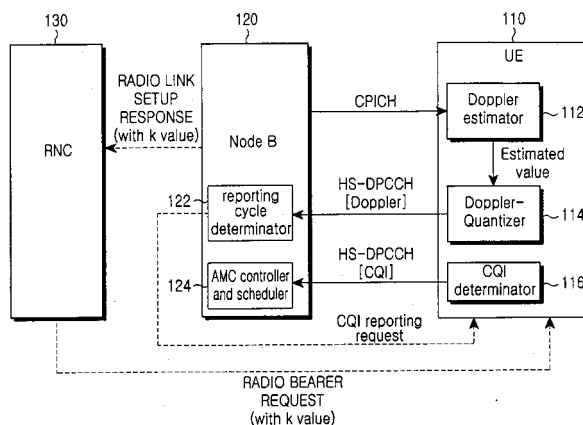 130
120
110
RNC
RADIO LINK
SETUP
RESPONSE
(with k value)
Node B
UE
CPICH
Doppler
estimator
112
Estimated
value
HS-DPCCH
[Doppler]
122
reporting
cycle
determinator
Doppler-
Quantizer
114
HS-DPCCH
[CQI]
124
AMC controller
and scheduler
CQI
determinator
116
CQI reporting
request
RADIO BEARER
REQUEST
(with k value)